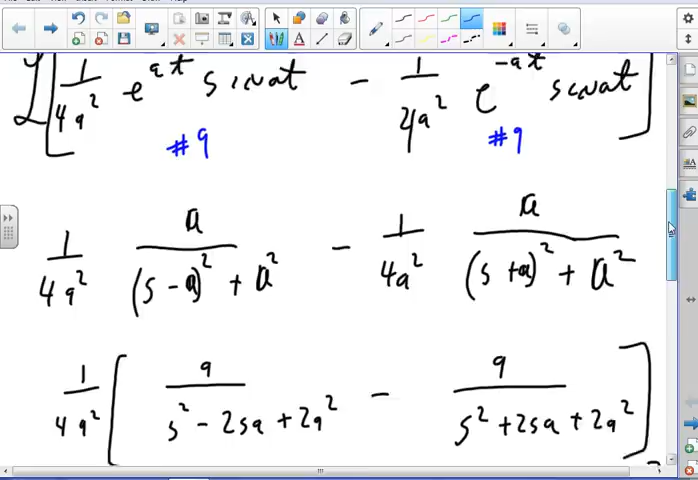 ℒ[1/4a² e^{at} sin at − 1/4a² e^{-at} sin at]
#9 #9
1/4a² a/(s − a)² + a² − 1/4a² a/(s + a)² + a²
1/4a² [a/s² − 2sa + 2a² − a/s² + 2sa + 2a²]